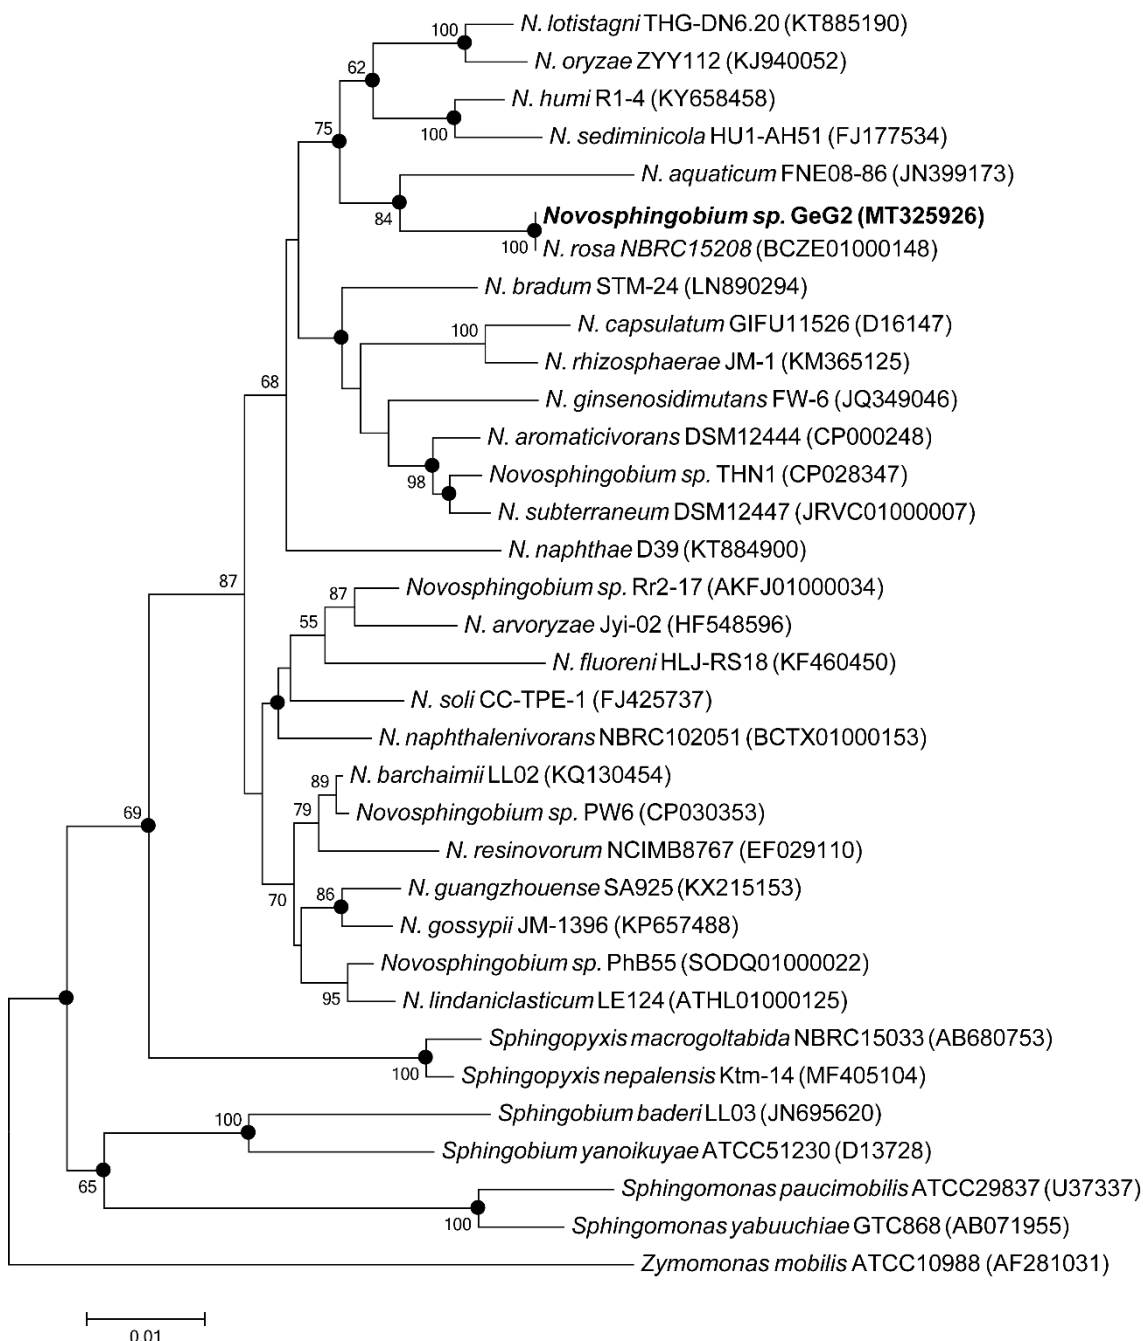 100
N. lotistagni THG-DN6.20 (KT885190)
N. oryzae ZYY112 (KJ940052)
62
N. humi R1-4 (KY658458)
100
N. sediminicola HU1-AH51 (FJ177534)
75
N. aquaticum FNE08-86 (JN399173)
84
Novosphingobium sp. GeG2 (MT325926)
100
N. rosa NBRC15208 (BCZE01000148)
N. bradum STM-24 (LN890294)
100
N. capsulatum GIFU11526 (D16147)
N. rhizosphaerae JM-1 (KM365125)
68
N. ginsenosidimutans FW-6 (JQ349046)
N. aromaticivorans DSM12444 (CP000248)
98
Novosphingobium sp. THN1 (CP028347)
N. subterraneum DSM12447 (JRVC01000007)
N. naphthae D39 (KT884900)
87
87
Novosphingobium sp. Rr2-17 (AKFJ01000034)
55
N. arvoryzae Jyi-02 (HF548596)
N. fluoreni HLJ-RS18 (KF460450)
N. soli CC-TPE-1 (FJ425737)
N. naphthalenivorans NBRC102051 (BCTX01000153)
89
N. barchaimii LL02 (KQ130454)
79
Novosphingobium sp. PW6 (CP030353)
69
N. resinovorum NCIMB8767 (EF029110)
70
86
N. guangzhouense SA925 (KX215153)
N. gossypii JM-1396 (KP657488)
Novosphingobium sp. PhB55 (SODQ01000022)
95
N. lindaniclasticum LE124 (ATHL01000125)
Sphingopyxis macrogoltabida NBRC15033 (AB680753)
100
Sphingopyxis nepalensis Ktm-14 (MF405104)
100
Sphingobium baderi LL03 (JN695620)
Sphingobium yanoikuyae ATCC51230 (D13728)
65
Sphingomonas paucimobilis ATCC29837 (U37337)
100
Sphingomonas yabuuchiae GTC868 (AB071955)
Zymomonas mobilis ATCC10988 (AF281031)
0.01